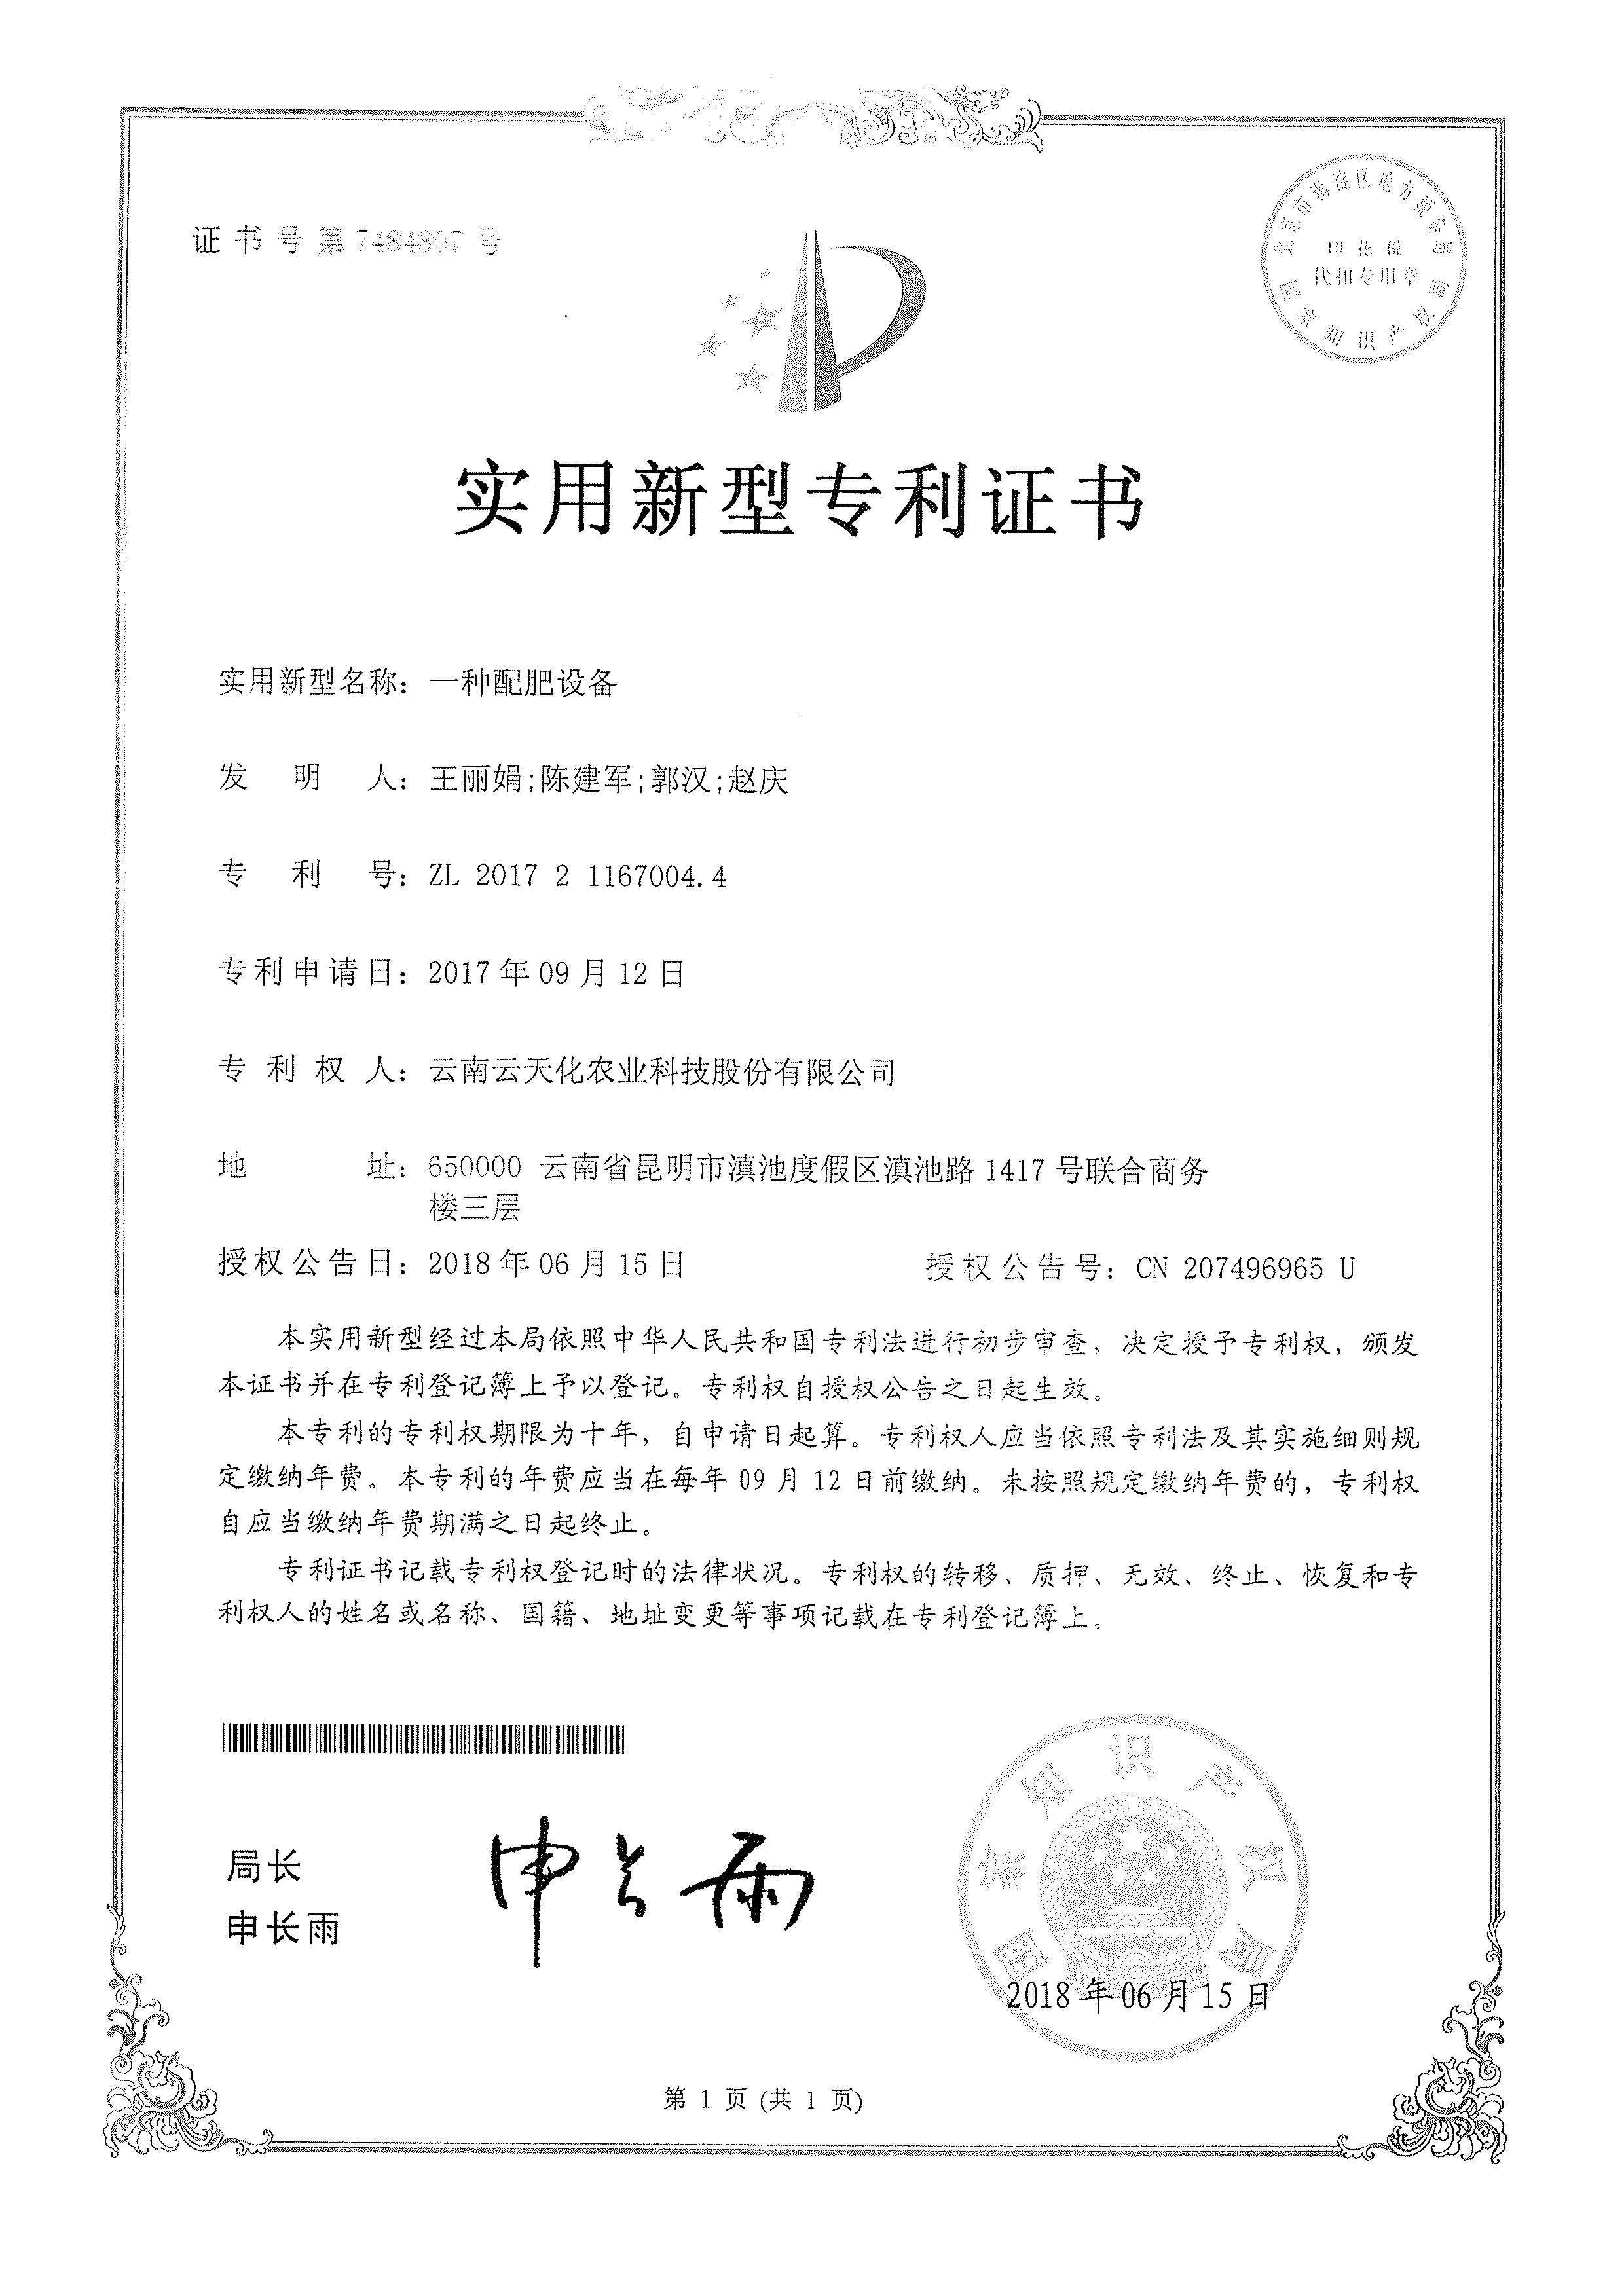 证书号第7484807号
北京市海淀区地方税务局
印花税
代扣专用章
国家知识产权局
实用新型专利证书
实用新型名称：一种配肥设备
发明人：王丽娟;陈建军;郭汉;赵庆
专利号：ZL 2017 2 1167004.4
专利申请日：2017年09月12日
专利权人：云南云天化农业科技股份有限公司
地址：650000 云南省昆明市滇池度假区滇池路1417号联合商务
楼三层
授权公告日：2018年06月15日 授权公告号：CN 207496965 U
本实用新型经过本局依照中华人民共和国专利法进行初步审查，决定授予专利权，颁发
本证书并在专利登记簿上予以登记。专利权自授权公告之日起生效。
本专利的专利权期限为十年，自申请日起算。专利权人应当依照专利法及其实施细则规
定缴纳年费。本专利的年费应当在每年09月12日前缴纳。未按照规定缴纳年费的，专利权
自应当缴纳年费期满之日起终止。
专利证书记载专利权登记时的法律状况。专利权的转移、质押、无效、终止、恢复和专
利权人的姓名或名称、国籍、地址变更等事项记载在专利登记簿上。
局长
申长雨
申长雨
国家知识产权局
2018年06月15日
第 1 页 (共 1 页)